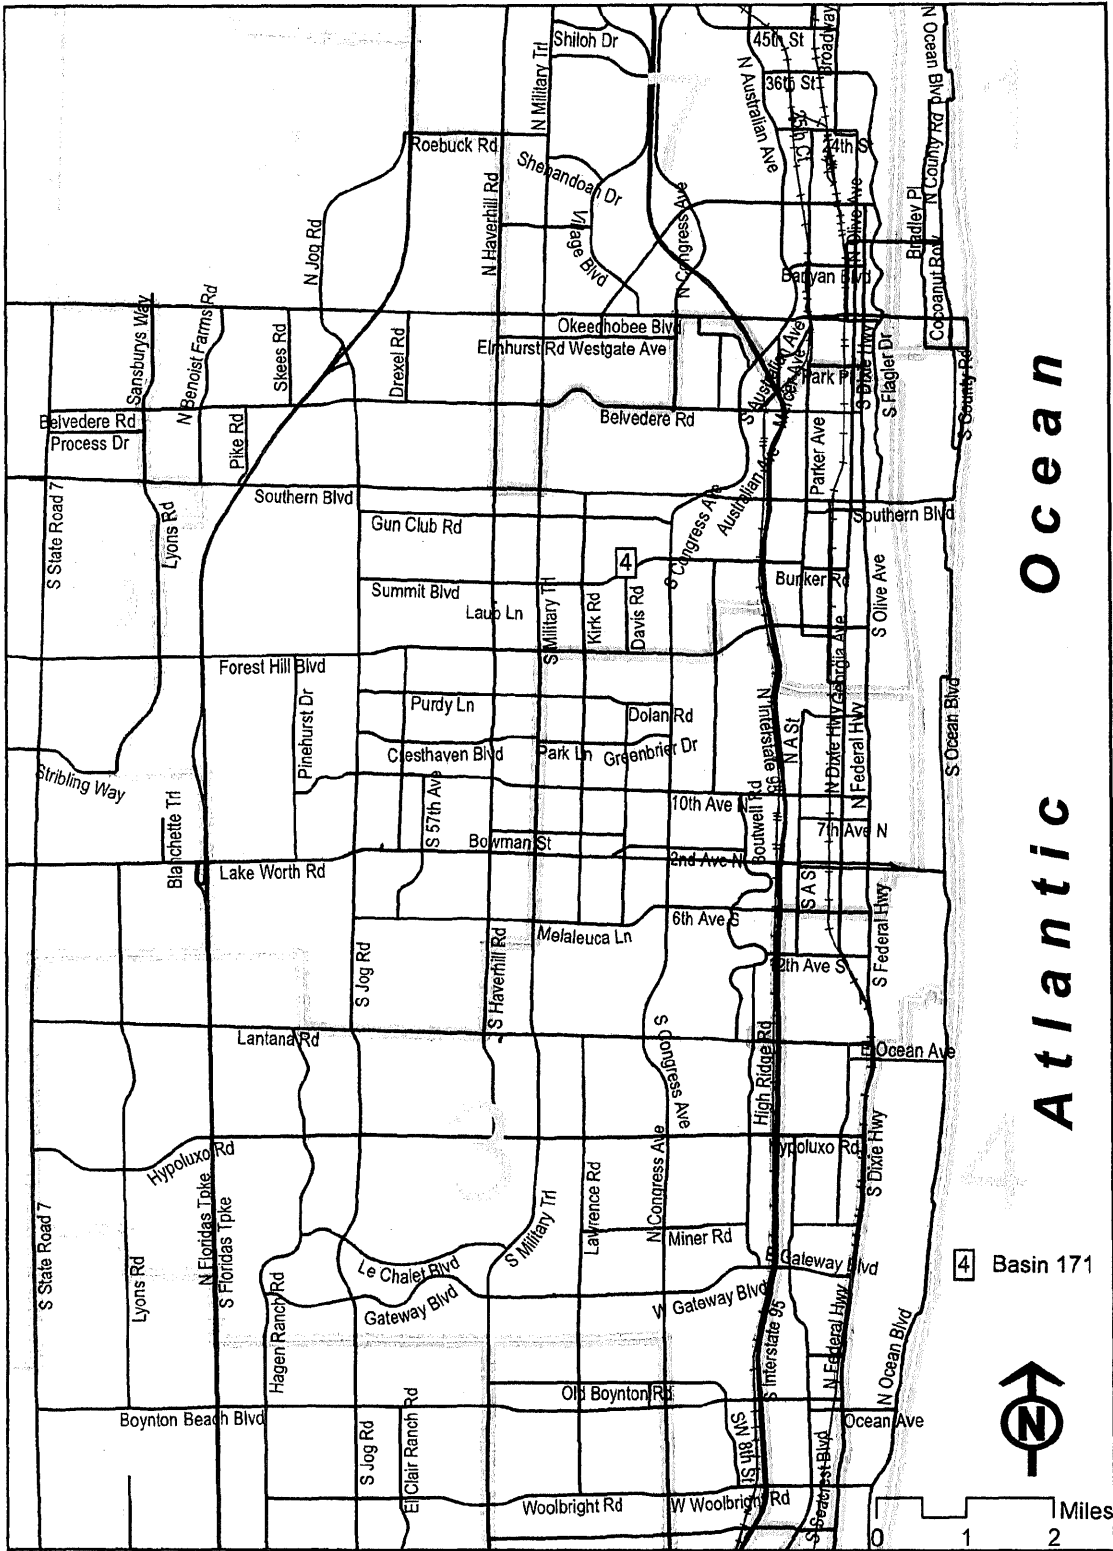 Shiloh Dr
45th St
Broadway
N Ocean Blvd
N Military Trl
N Australian Ave
36th St
25th Ct
N County Rd
Roebuck Rd
Shenandoah Dr
N Haverhill Rd
Village Blvd
N Congress Ave
N Olive Ave
Bradley Pl
N Jog Rd
Banyan Blvd
Cocoanut Row
Sansburys Way
N Benoist Farms Rd
Skees Rd
Drexel Rd
Okeechobee Blvd
Elmhurst Rd Westgate Ave
S Australian Ave
Mercer Ave
Park Pl
S Dixie Hwy
S Flagler Dr
S County Rd
Belvedere Rd
Process Dr
Pike Rd
Belvedere Rd
Parker Ave
Australian Ave
S State Road 7
Lyons Rd
Southern Blvd
Gun Club Rd
S Congress Ave
Southern Blvd
4
Summit Blvd
Bunker Rd
Laub Ln
S Military Trl
Kirk Rd
Davis Rd
Georgia Ave
S Olive Ave
Forest Hill Blvd
Pinehurst Dr
Purdy Ln
Dolan Rd
N Interstate 95
N A St
N Dixie Hwy
N Federal Hwy
S Ocean Blvd
Cresthaven Blvd
Park Ln
Greenbrier Dr
Stribling Way
Blanchette Trl
S 57th Ave
10th Ave N
Boutwell Rd
7th Ave N
Bowman St
2nd Ave N
Lake Worth Rd
S A St
6th Ave S
Melaleuca Ln
S Federal Hwy
12th Ave S
S Jog Rd
S Haverhill Rd
Lantana Rd
S Congress Ave
High Ridge Rd
E Ocean Ave
Hypoluxo Rd
Hypoluxo Rd
S Dixie Hwy
S State Road 7
Lyons Rd
N Floridas Tpke
S Floridas Tpke
Lawrence Rd
N Congress Ave
S Military Trl
Miner Rd
Le Chalet Blvd
E Gateway Blvd
Hagen Ranch Rd
Gateway Blvd
W Gateway Blvd
S Interstate 95
N Federal Hwy
N Ocean Blvd
Old Boynton Rd
Boynton Beach Blvd
Ocean Ave
S Jog Rd
El Clair Ranch Rd
SW 8th St
S Seacrest Blvd
Woolbright Rd
W Woolbright Rd
Atlantic Ocean
4 Basin 171
N
Miles
0 1 2